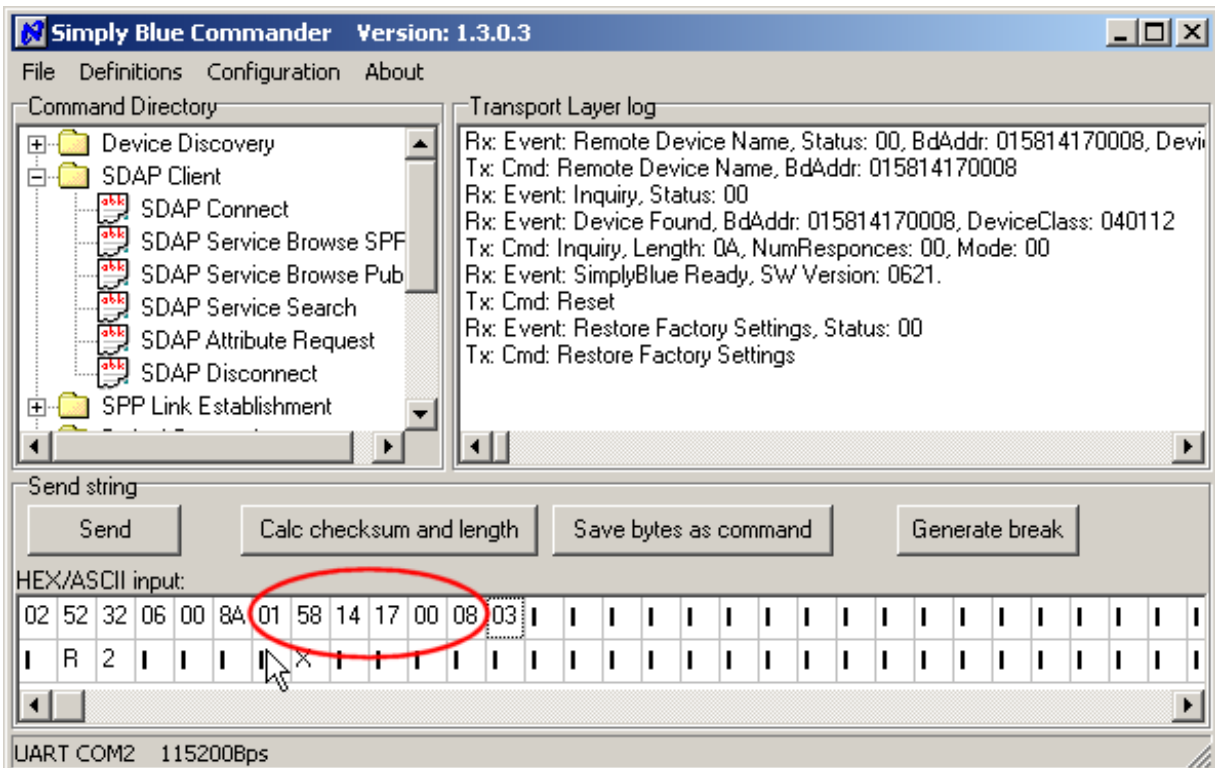 Simply Blue Commander Version: 1.3.0.3
File Definitions Configuration About
Command Directory
Device Discovery
SDAP Client
SDAP Connect
SDAP Service Browse SPF
SDAP Service Browse Pub
SDAP Service Search
SDAP Attribute Request
SDAP Disconnect
SPP Link Establishment
Transport Layer log
Rx: Event: Remote Device Name, Status: 00, BdAddr: 015814170008, Devi
Tx: Cmd: Remote Device Name, BdAddr: 015814170008
Rx: Event: Inquiry, Status: 00
Rx: Event: Device Found, BdAddr: 015814170008, DeviceClass: 040112
Tx: Cmd: Inquiry, Length: 0A, NumResponces: 00, Mode: 00
Rx: Event: SimplyBlue Ready, SW Version: 0621.
Tx: Cmd: Reset
Rx: Event: Restore Factory Settings, Status: 00
Tx: Cmd: Restore Factory Settings
Send string
Send Calc checksum and length Save bytes as command Generate break
HEX/ASCII input:
02 52 32 06 00 8A 01 58 14 17 00 08 03
R 2 X
UART COM2 115200Bps